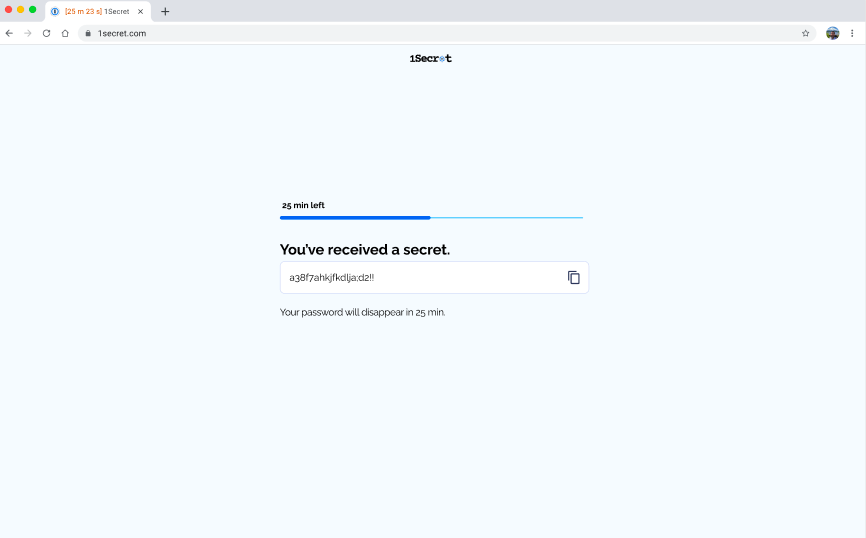 [25 m 23 s] 1Secret
1secret.com
1Secret
25 min left
You've received a secret.
a38f7ahkjfkdlja;d2!!
Your password will disappear in 25 min.